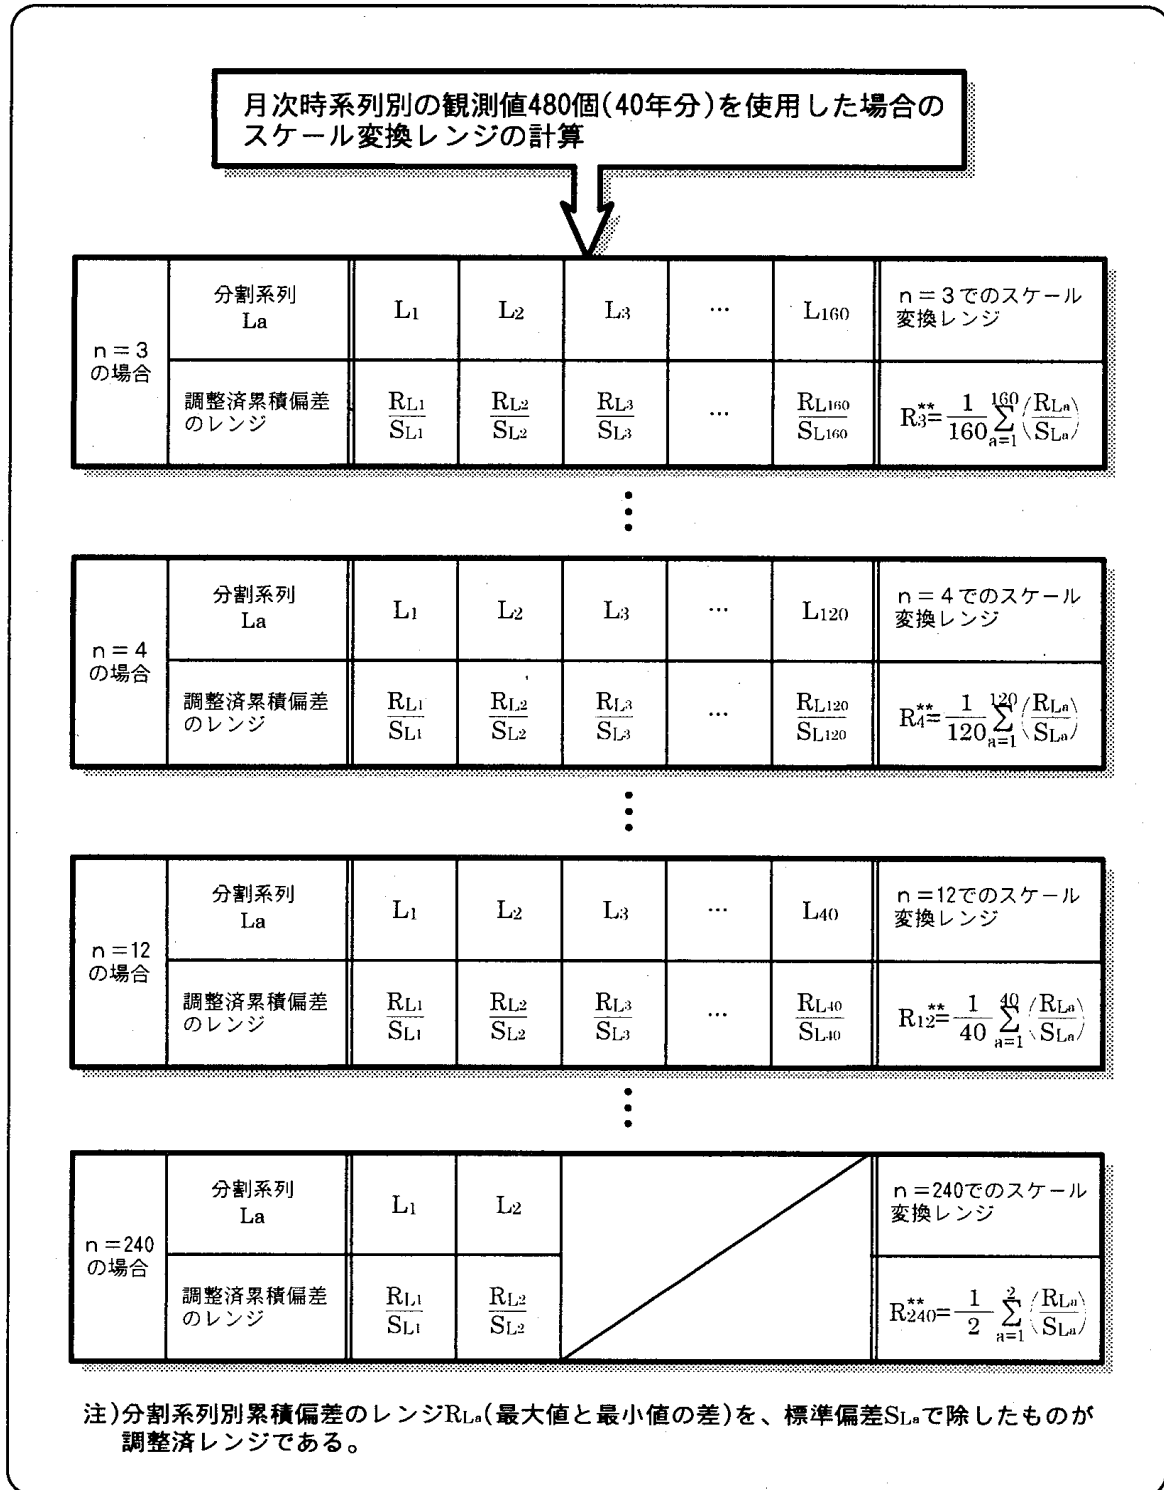 月次時系列別の観測値480個(40年分)を使用した場合の
スケール変換レンジの計算
n=3
の場合
分割系列
La
L1 L2 L3 … L160
n=3でのスケール
変換レンジ
調整済累積偏差
のレンジ
RL1/SL1 RL2/SL2 RL3/SL3 … RL160/SL160
R3**=1/160 Σ(a=1→160)(RLa/SLa)
n=4
の場合
分割系列
La
L1 L2 L3 … L120
n=4でのスケール
変換レンジ
調整済累積偏差
のレンジ
RL1/SL1 RL2/SL2 RL3/SL3 … RL120/SL120
R4**=1/120 Σ(a=1→120)(RLa/SLa)
n=12
の場合
分割系列
La
L1 L2 L3 … L40
n=12でのスケール
変換レンジ
調整済累積偏差
のレンジ
RL1/SL1 RL2/SL2 RL3/SL3 … RL40/SL40
R12**=1/40 Σ(a=1→40)(RLa/SLa)
n=240
の場合
分割系列
La
L1 L2
n=240でのスケール
変換レンジ
調整済累積偏差
のレンジ
RL1/SL1 RL2/SL2
R240**=1/2 Σ(a=1→2)(RLa/SLa)
注)分割系列別累積偏差のレンジRLa(最大値と最小値の差)を、標準偏差SLaで除したものが
調整済レンジである。